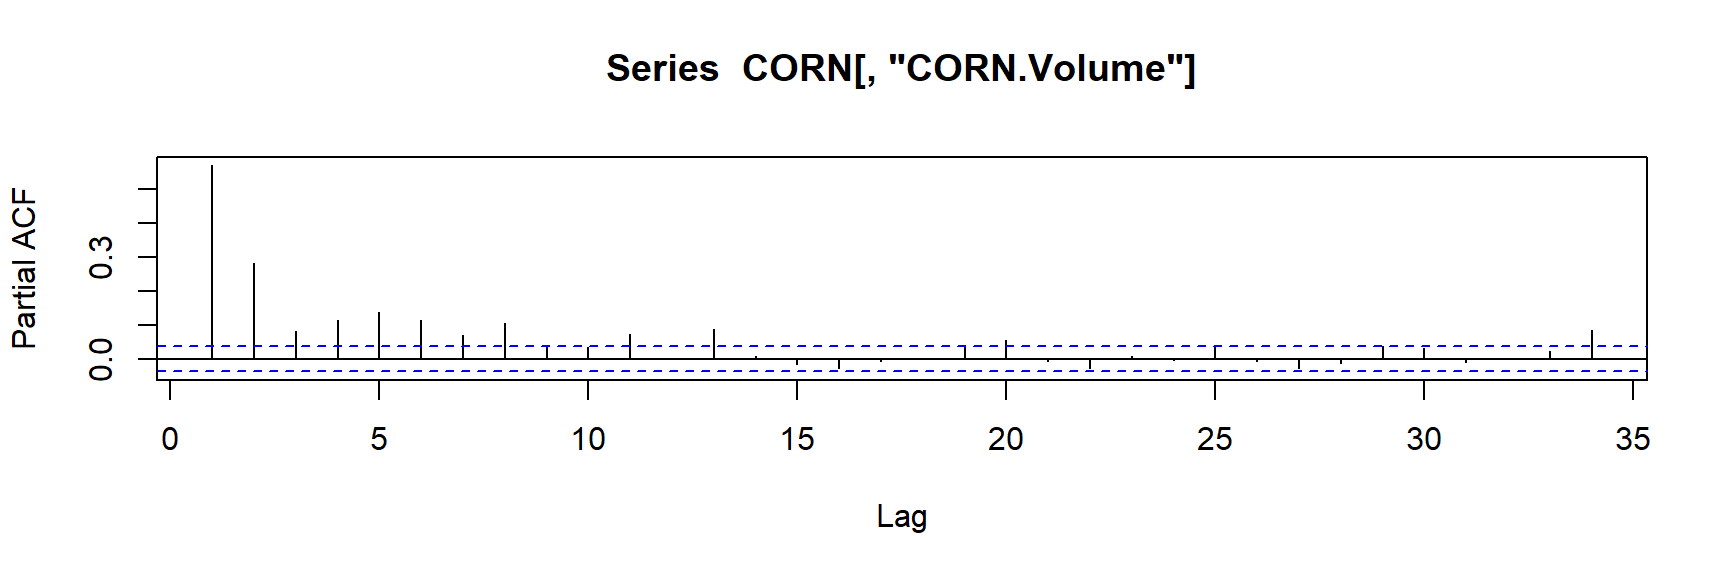 Series  CORN[, "CORN.Volume"]
Partial ACF
0.3
0.0
0 5 10 15 20 25 30 35
Lag